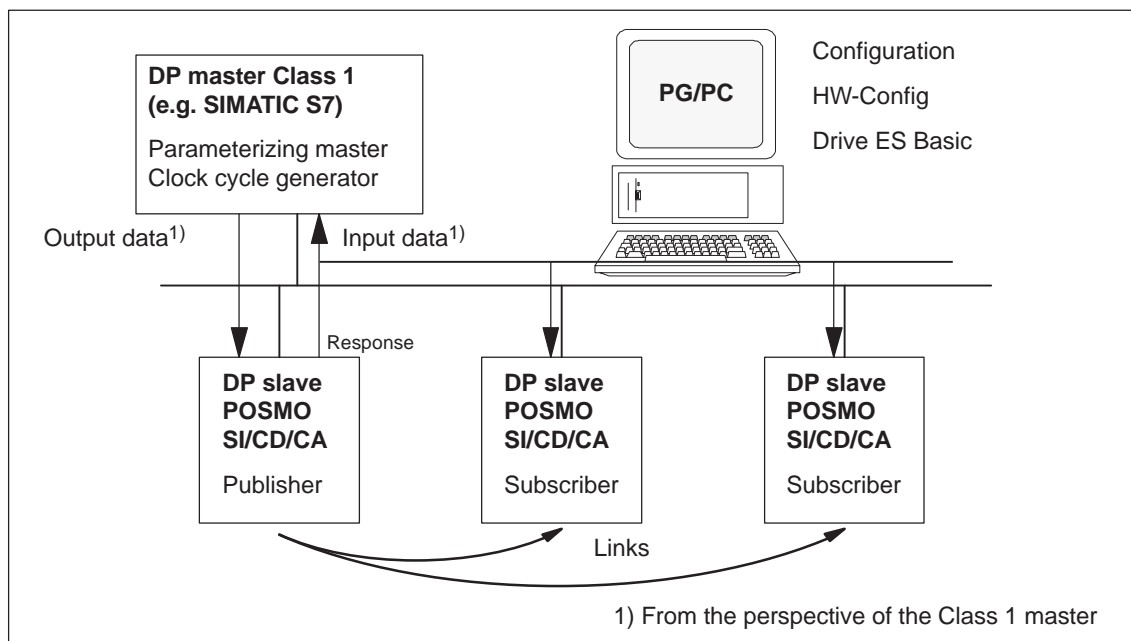 DP master Class 1
(e.g. SIMATIC S7)
Parameterizing master
Clock cycle generator
PG/PC
Configuration
HW-Config
Drive ES Basic
Output data1)
Input data1)
Response
DP slave
POSMO
SI/CD/CA
Publisher
DP slave
POSMO
SI/CD/CA
Subscriber
DP slave
POSMO
SI/CD/CA
Subscriber
Links
1) From the perspective of the Class 1 master